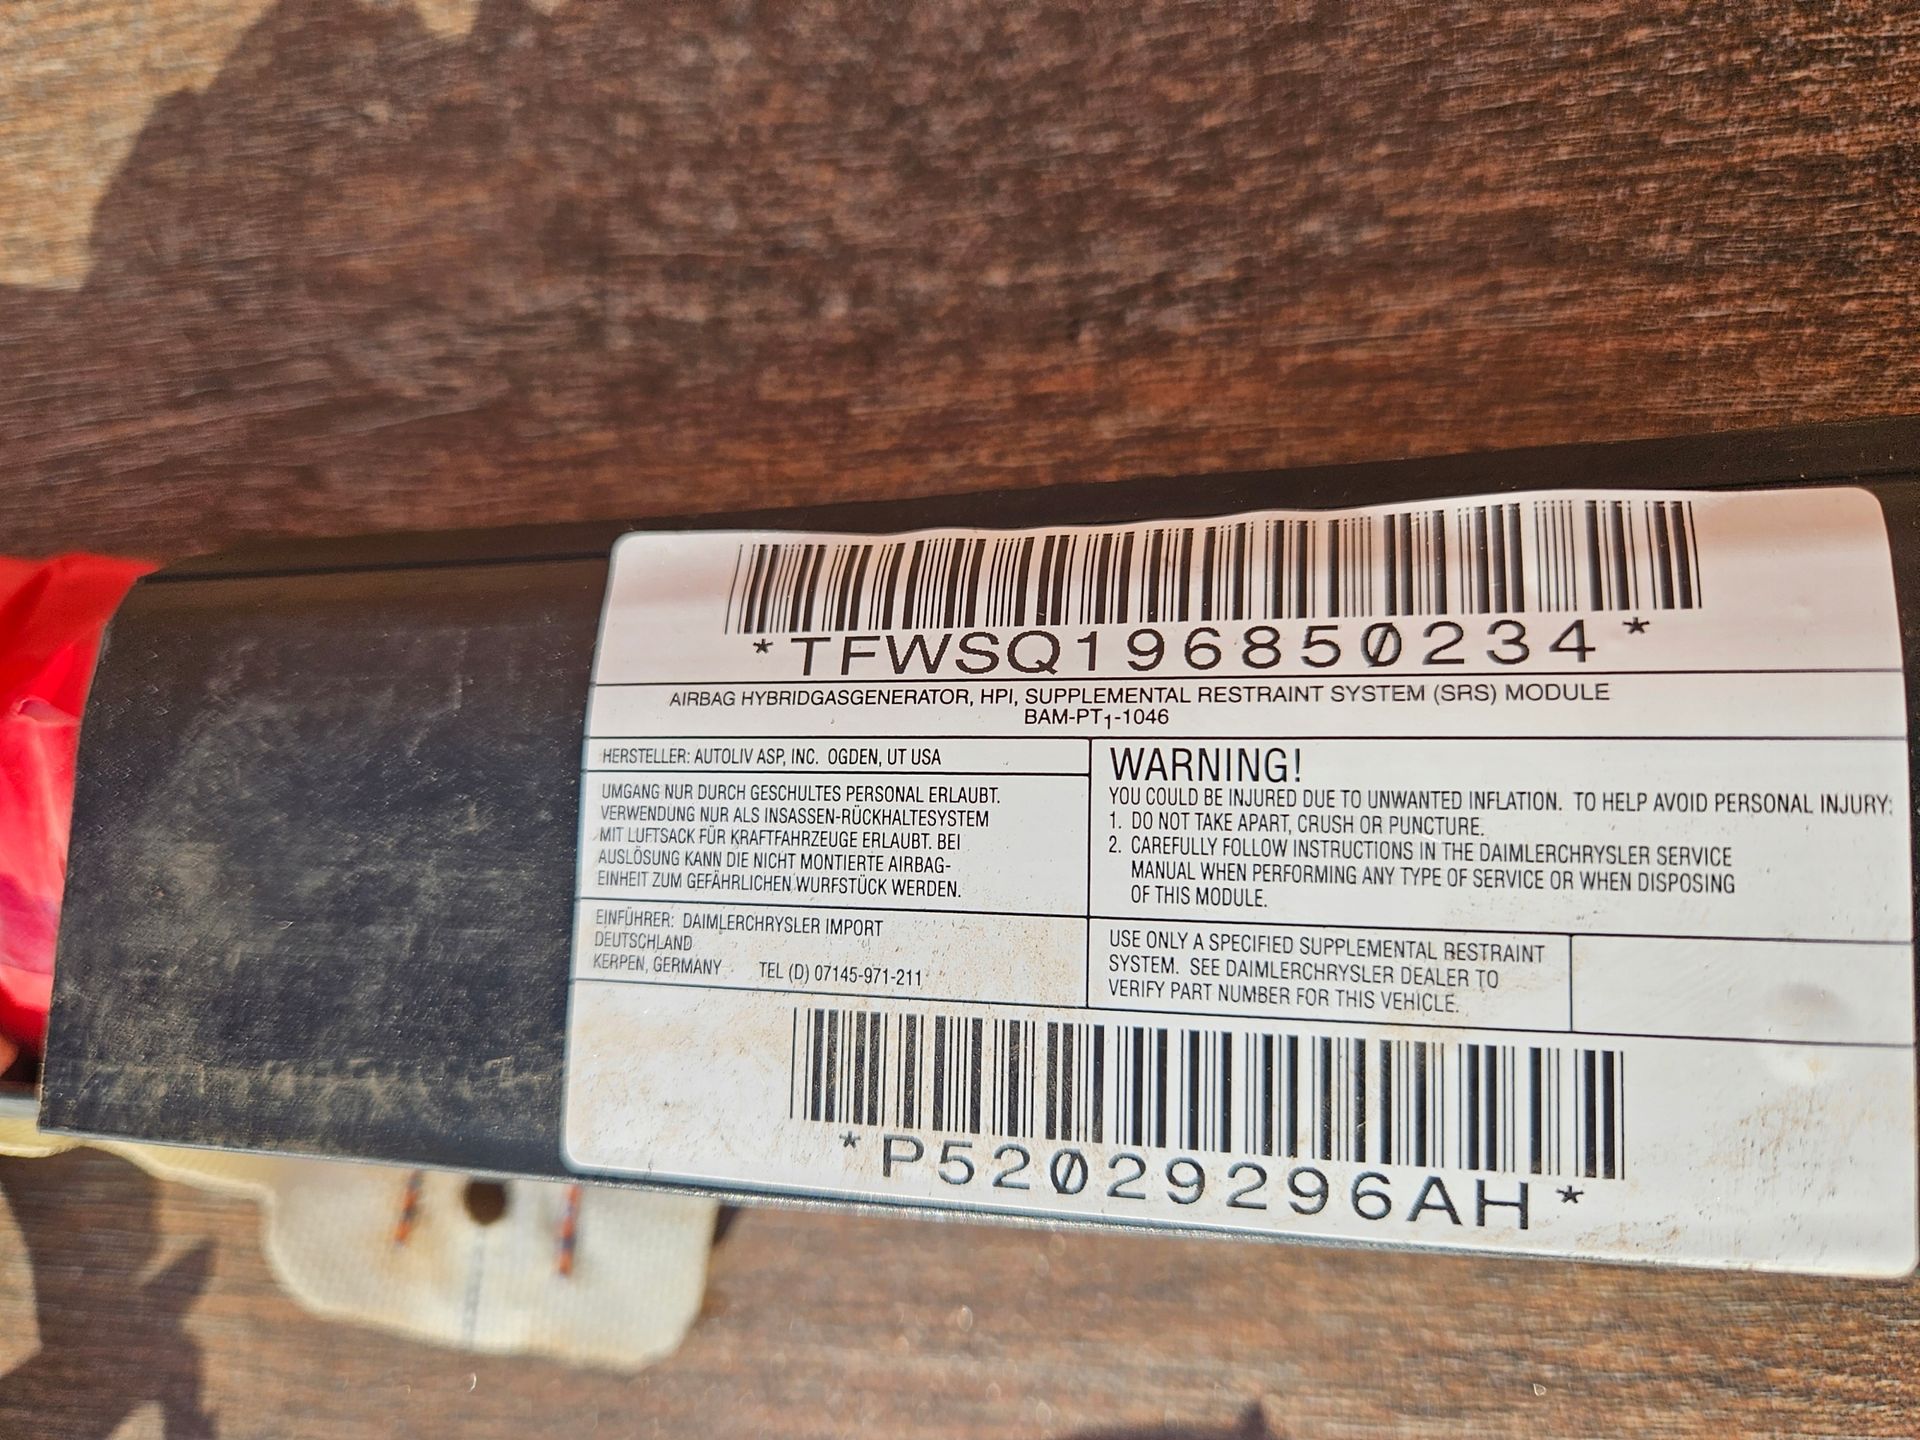 *TFWSQ196850234*
AIRBAG HYBRIDGASGENERATOR, HPI, SUPPLEMENTAL RESTRAINT SYSTEM (SRS) MODULE
BAM-PT1-1046
HERSTELLER: AUTOLIV ASP, INC. OGDEN, UT USA
UMGANG NUR DURCH GESCHULTES PERSONAL ERLAUBT.
VERWENDUNG NUR ALS INSASSEN-RÜCKHALTESYSTEM
MIT LUFTSACK FÜR KRAFTFAHRZEUGE ERLAUBT. BEI
AUSLÖSUNG KANN DIE NICHT MONTIERTE AIRBAG-
EINHEIT ZUM GEFÄHRLICHEN WURFSTÜCK WERDEN.
EINFÜHRER: DAIMLERCHRYSLER IMPORT
DEUTSCHLAND
KERPEN, GERMANY TEL (D) 07145-971-211
WARNING!
YOU COULD BE INJURED DUE TO UNWANTED INFLATION. TO HELP AVOID PERSONAL INJURY:
1. DO NOT TAKE APART, CRUSH OR PUNCTURE.
2. CAREFULLY FOLLOW INSTRUCTIONS IN THE DAIMLERCHRYSLER SERVICE
MANUAL WHEN PERFORMING ANY TYPE OF SERVICE OR WHEN DISPOSING
OF THIS MODULE.
USE ONLY A SPECIFIED SUPPLEMENTAL RESTRAINT
SYSTEM. SEE DAIMLERCHRYSLER DEALER TO
VERIFY PART NUMBER FOR THIS VEHICLE.
*P52029296AH*